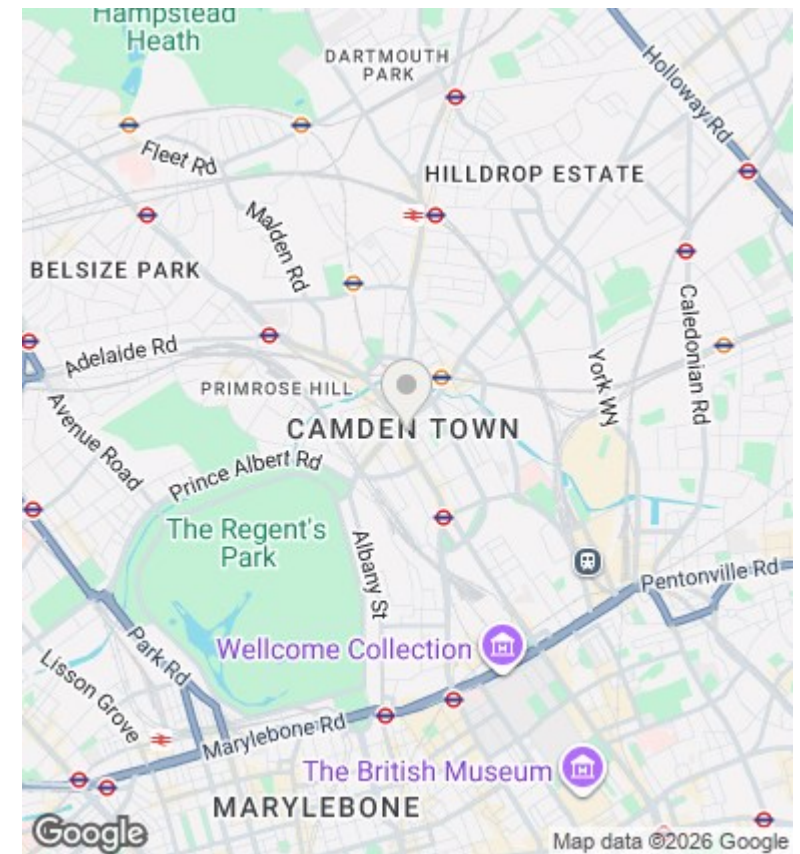 Hampstead
Heath
DARTMOUTH
PARK
Holloway Rd
Fleet Rd
HILLDROP ESTATE
Malden Rd
BELSIZE PARK
Caledonian Rd
Adelaide Rd
York Wy
PRIMROSE HILL
Avenue Road
CAMDEN TOWN
Prince Albert Rd
The Regent's
Park
Albany St
Pentonville Rd
Wellcome Collection
Park Rd
Lisson Grove
Marylebone Rd
The British Museum
MARYLEBONE
Google
Map data ©2026 Google